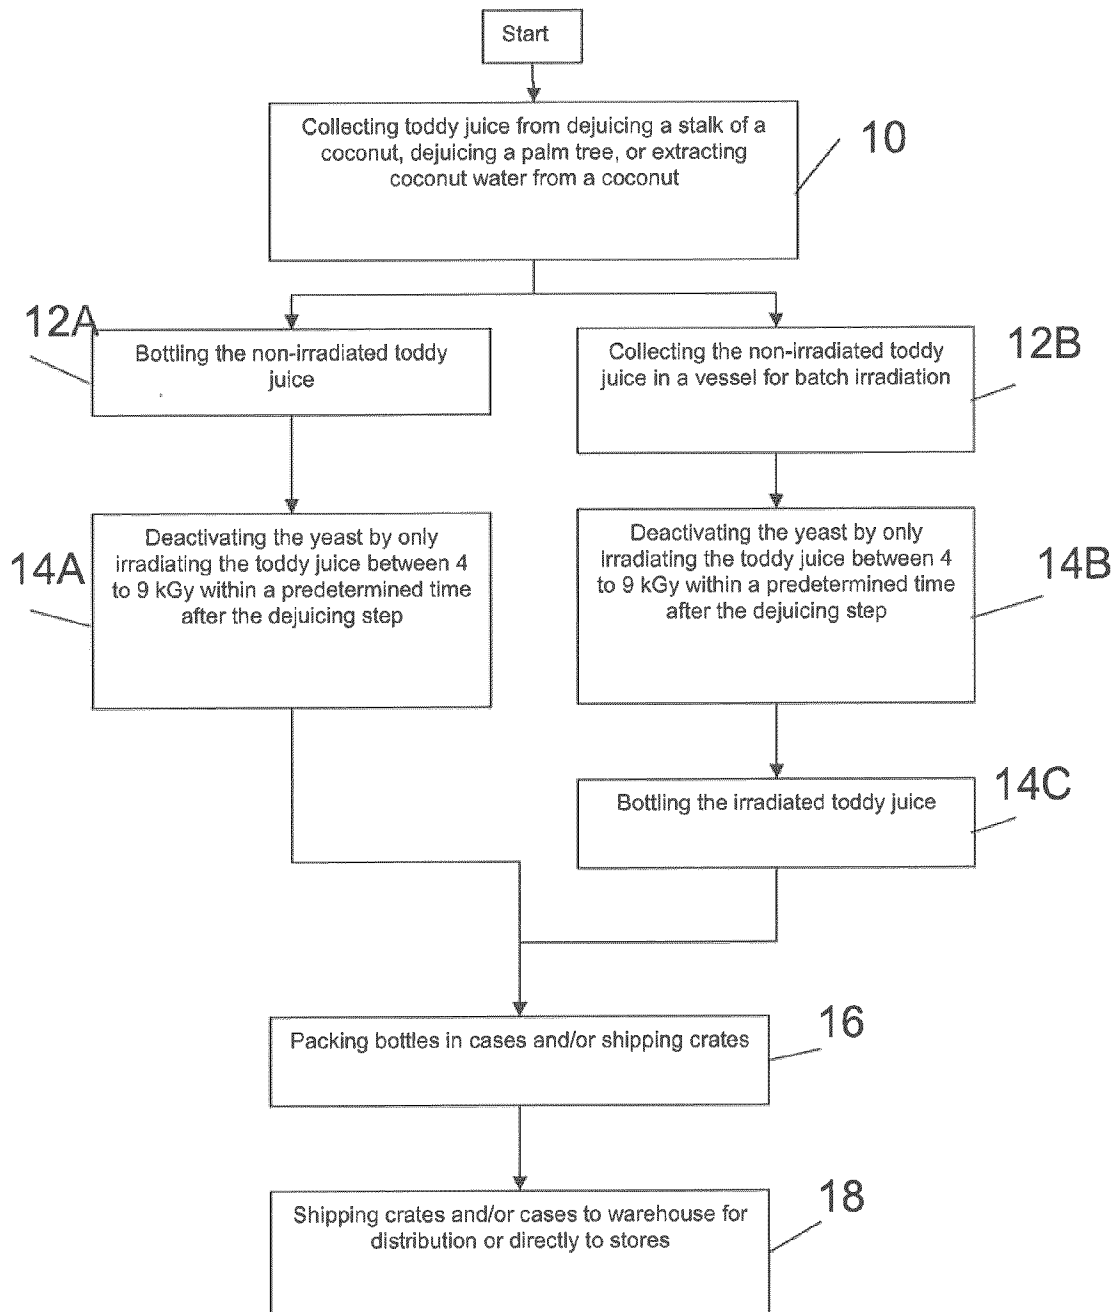 Start
Collecting toddy juice from dejuicing a stalk of a
coconut, dejuicing a palm tree, or extracting
coconut water from a coconut
10
12A
Bottling the non-irradiated toddy
juice
Collecting the non-irradiated toddy
juice in a vessel for batch irradiation
12B
14A
Deactivating the yeast by only
irradiating the toddy juice between 4
to 9 kGy within a predetermined time
after the dejuicing step
Deactivating the yeast by only
irradiating the toddy juice between 4
to 9 kGy within a predetermined time
after the dejuicing step
14B
Bottling the irradiated toddy juice
14C
Packing bottles in cases and/or shipping crates
16
Shipping crates and/or cases to warehouse for
distribution or directly to stores
18